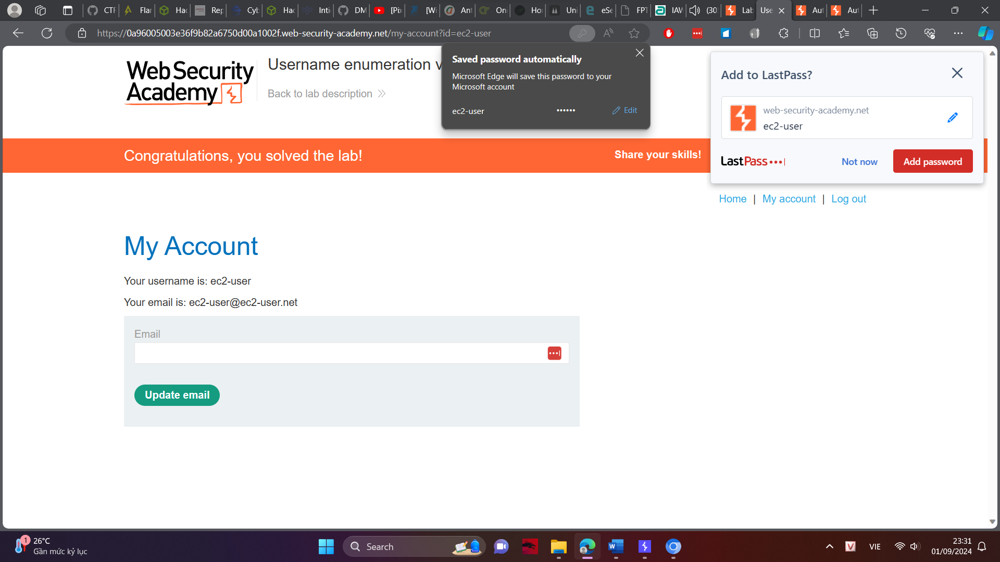 CTF
Flar
Hac
Rep
Cyb
Hac
Inti
DM
[Pix
[Wi
Ant
Oni
Hor
Uni
eSe
FPT
IAW
(30
Lab
Use
Aut
Aut
https://0a96005003e36f9b82a6750d00a1002f.web-security-academy.net/my-account?id=ec2-user
Web Security
Academy
Username enumeration v
Back to lab description
Saved password automatically
Microsoft Edge will save this password to your
Microsoft account
ec2-user
••••••
Edit
Add to LastPass?
web-security-academy.net
ec2-user
LastPass
Not now
Add password
Congratulations, you solved the lab!
Share your skills!
Home | My account | Log out
My Account
Your username is: ec2-user
Your email is: ec2-user@ec2-user.net
Email
Update email
1
26°C
Gần mức kỷ lục
Search
VIE
23:31
01/09/2024